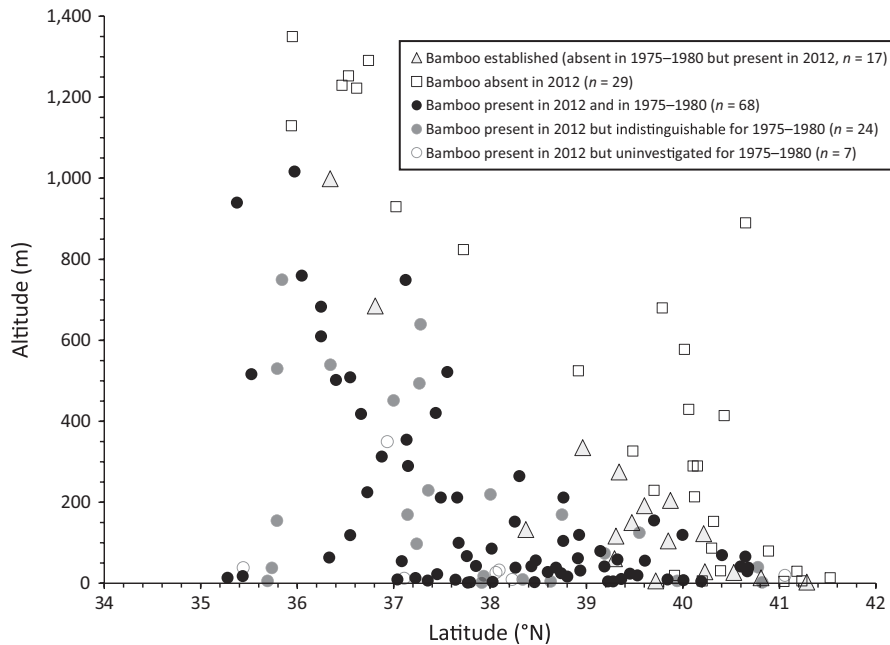 1,400
1,200
1,000
800
600
400
200
0
Altitude (m)
△ Bamboo established (absent in 1975–1980 but present in 2012, n = 17)
□ Bamboo absent in 2012 (n = 29)
● Bamboo present in 2012 and in 1975–1980 (n = 68)
● Bamboo present in 2012 but indistinguishable for 1975–1980 (n = 24)
○ Bamboo present in 2012 but uninvestigated for 1975–1980 (n = 7)
34 35 36 37 38 39 40 41 42
Latitude (°N)